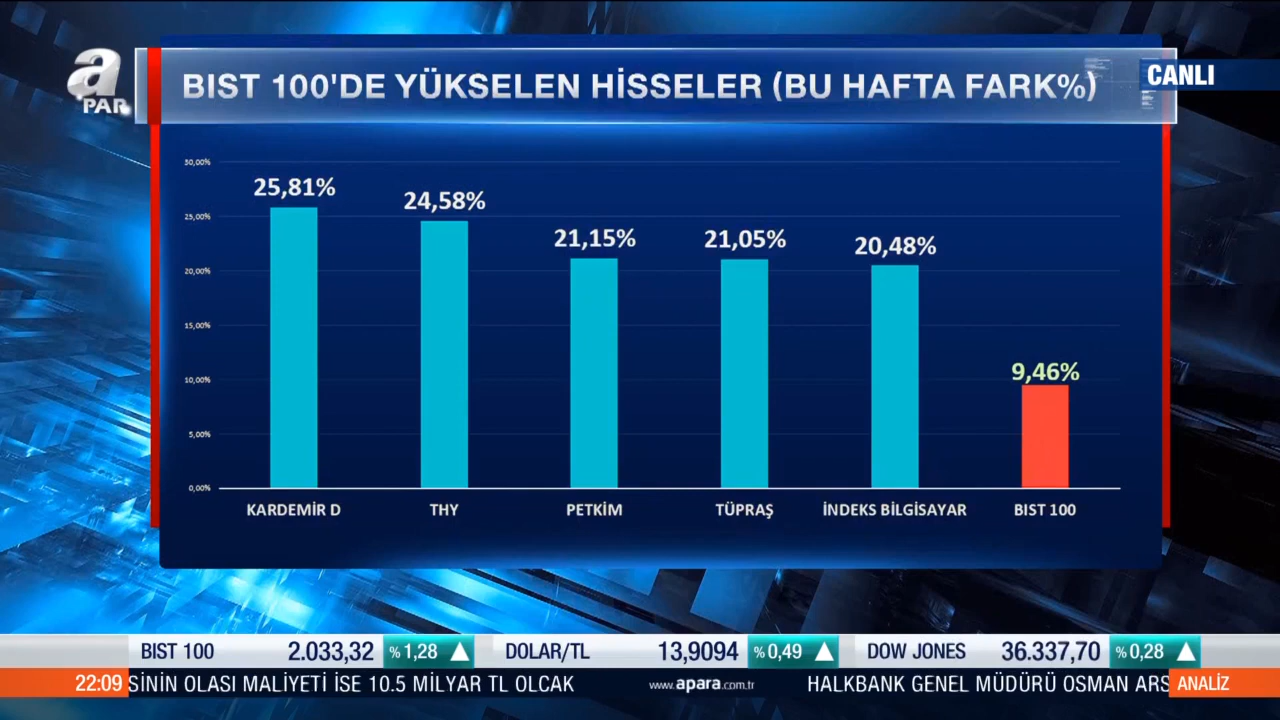 a
PAR
BIST 100'DE YÜKSELEN HİSSELER (BU HAFTA FARK%)
CANLI
30,00%
25,00%
20,00%
15,00%
10,00%
5,00%
0,00%
25,81%
24,58%
21,15%
21,05%
20,48%
9,46%
KARDEMİR D
THY
PETKİM
TÜPRAŞ
İNDEKS BİLGİSAYAR
BIST 100
BIST 100 2.033,32 %1,28 DOLAR/TL 13,9094 %0,49 DOW JONES 36.337,70 %0,28
22:09 SİNİN OLASI MALİYETİ İSE 10.5 MİLYAR TL OLCAK www.apara.com.tr HALKBANK GENEL MÜDÜRÜ OSMAN ARS ANALİZ